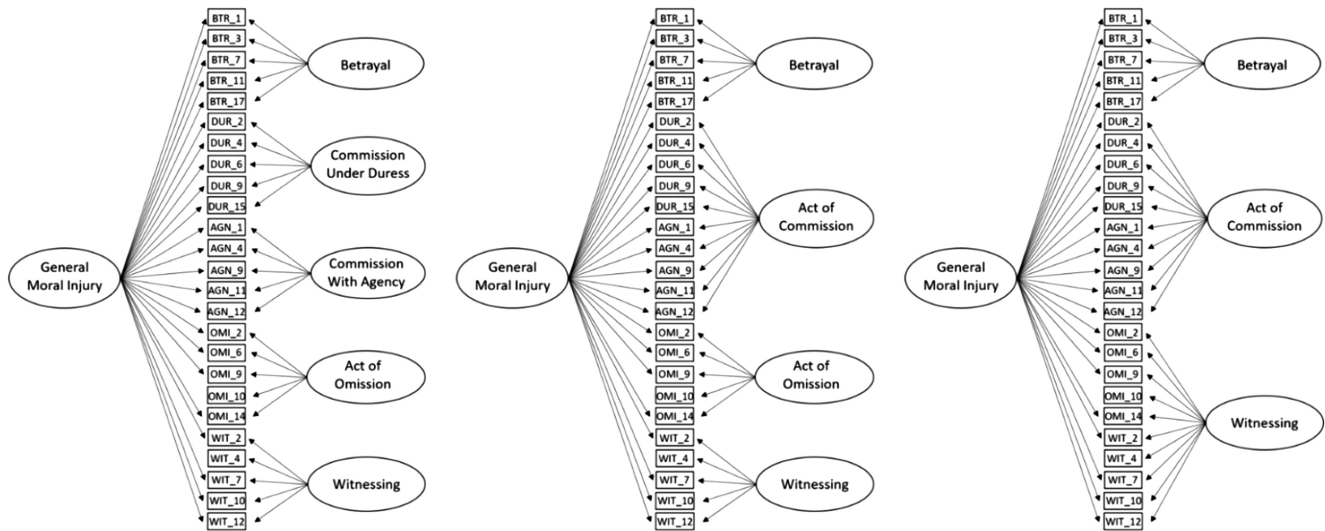 BTR_1
BTR_3
BTR_7
BTR_11
BTR_17
DUR_2
DUR_4
DUR_6
DUR_9
DUR_15
AGN_1
AGN_4
AGN_9
AGN_11
AGN_12
OMI_2
OMI_6
OMI_9
OMI_10
OMI_14
WIT_2
WIT_4
WIT_7
WIT_10
WIT_12
General
Moral Injury
Betrayal
Commission
Under Duress
Commission
With Agency
Act of
Omission
Witnessing
BTR_1
BTR_3
BTR_7
BTR_11
BTR_17
DUR_2
DUR_4
DUR_6
DUR_9
DUR_15
AGN_1
AGN_4
AGN_9
AGN_11
AGN_12
OMI_2
OMI_6
OMI_9
OMI_10
OMI_14
WIT_2
WIT_4
WIT_7
WIT_10
WIT_12
General
Moral Injury
Betrayal
Act of
Commission
Act of
Omission
Witnessing
BTR_1
BTR_3
BTR_7
BTR_11
BTR_17
DUR_2
DUR_4
DUR_6
DUR_9
DUR_15
AGN_1
AGN_4
AGN_9
AGN_11
AGN_12
OMI_2
OMI_6
OMI_9
OMI_10
OMI_14
WIT_2
WIT_4
WIT_7
WIT_10
WIT_12
General
Moral Injury
Betrayal
Act of
Commission
Witnessing